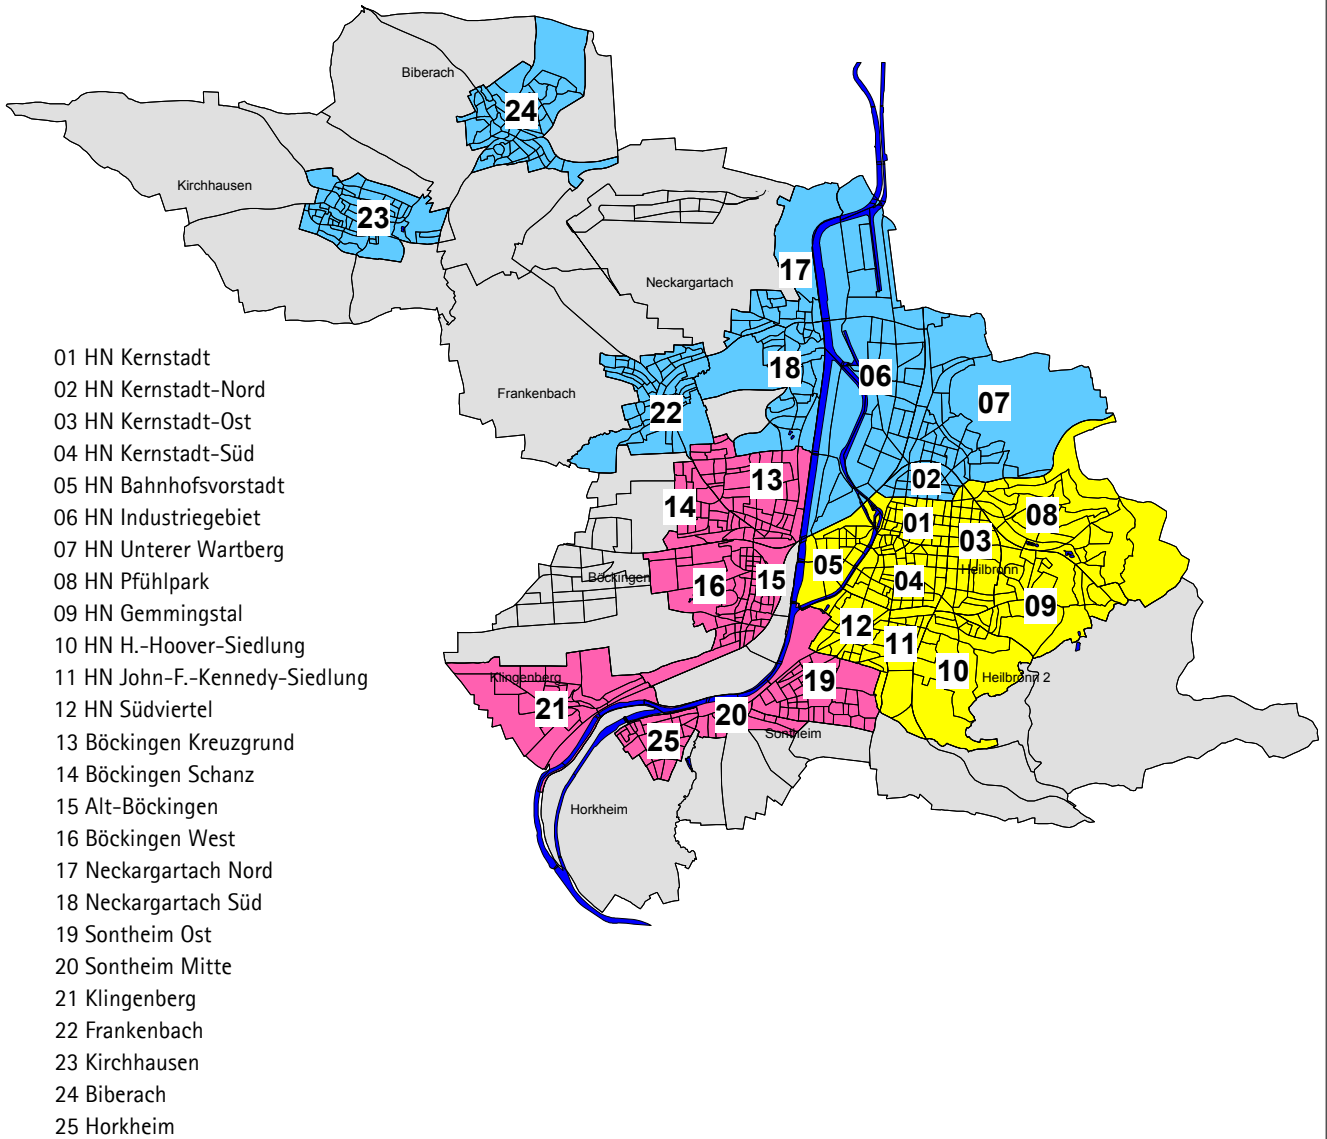 Biberach
24
Kirchhausen
23
Neckargartach
17
18
06
Frankenbach
22
07
13
14
02
01
08
03
05
Heilbronn
Böckingen
15
16
04
09
12
11
10
Heilbronn 2
Klingenberg
21
19
20
Sontheim
25
Horkheim
01 HN Kernstadt
02 HN Kernstadt-Nord
03 HN Kernstadt-Ost
04 HN Kernstadt-Süd
05 HN Bahnhofsvorstadt
06 HN Industriegebiet
07 HN Unterer Wartberg
08 HN Pfühlpark
09 HN Gemmingstal
10 HN H.-Hoover-Siedlung
11 HN John-F.-Kennedy-Siedlung
12 HN Südviertel
13 Böckingen Kreuzgrund
14 Böckingen Schanz
15 Alt-Böckingen
16 Böckingen West
17 Neckargartach Nord
18 Neckargartach Süd
19 Sontheim Ost
20 Sontheim Mitte
21 Klingenberg
22 Frankenbach
23 Kirchhausen
24 Biberach
25 Horkheim